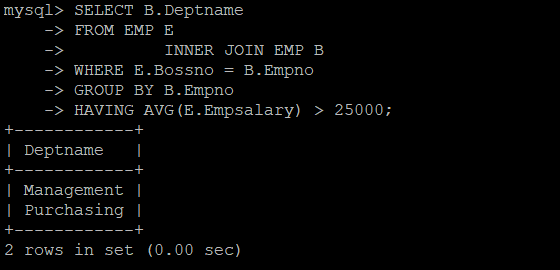 mysql> SELECT B.Deptname
    -> FROM EMP E
    ->          INNER JOIN EMP B
    -> WHERE E.Bossno = B.Empno
    -> GROUP BY B.Empno
    -> HAVING AVG(E.Empsalary) > 25000;
+------------+
| Deptname   |
+------------+
| Management |
| Purchasing |
+------------+
2 rows in set (0.00 sec)